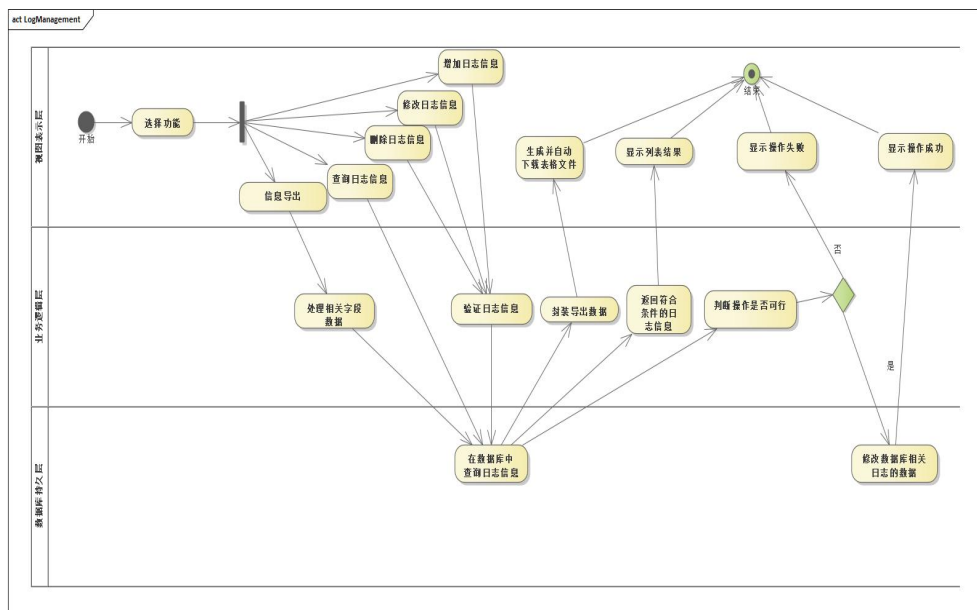 act LogManagement
视图表示层
开始
选择功能
增加日志信息
修改日志信息
删除日志信息
查询日志信息
信息导出
生成并自动
下载表格文件
显示列表结果
结束
显示操作失败
显示操作成功
业务逻辑层
处理相关字段
数据
验证日志信息
封装导出数据
返回符合
条件的日
志信息
判断操作是否可行
否
是
数据库持久层
在数据库中
查询日志信息
修改数据库相关
日志的数据